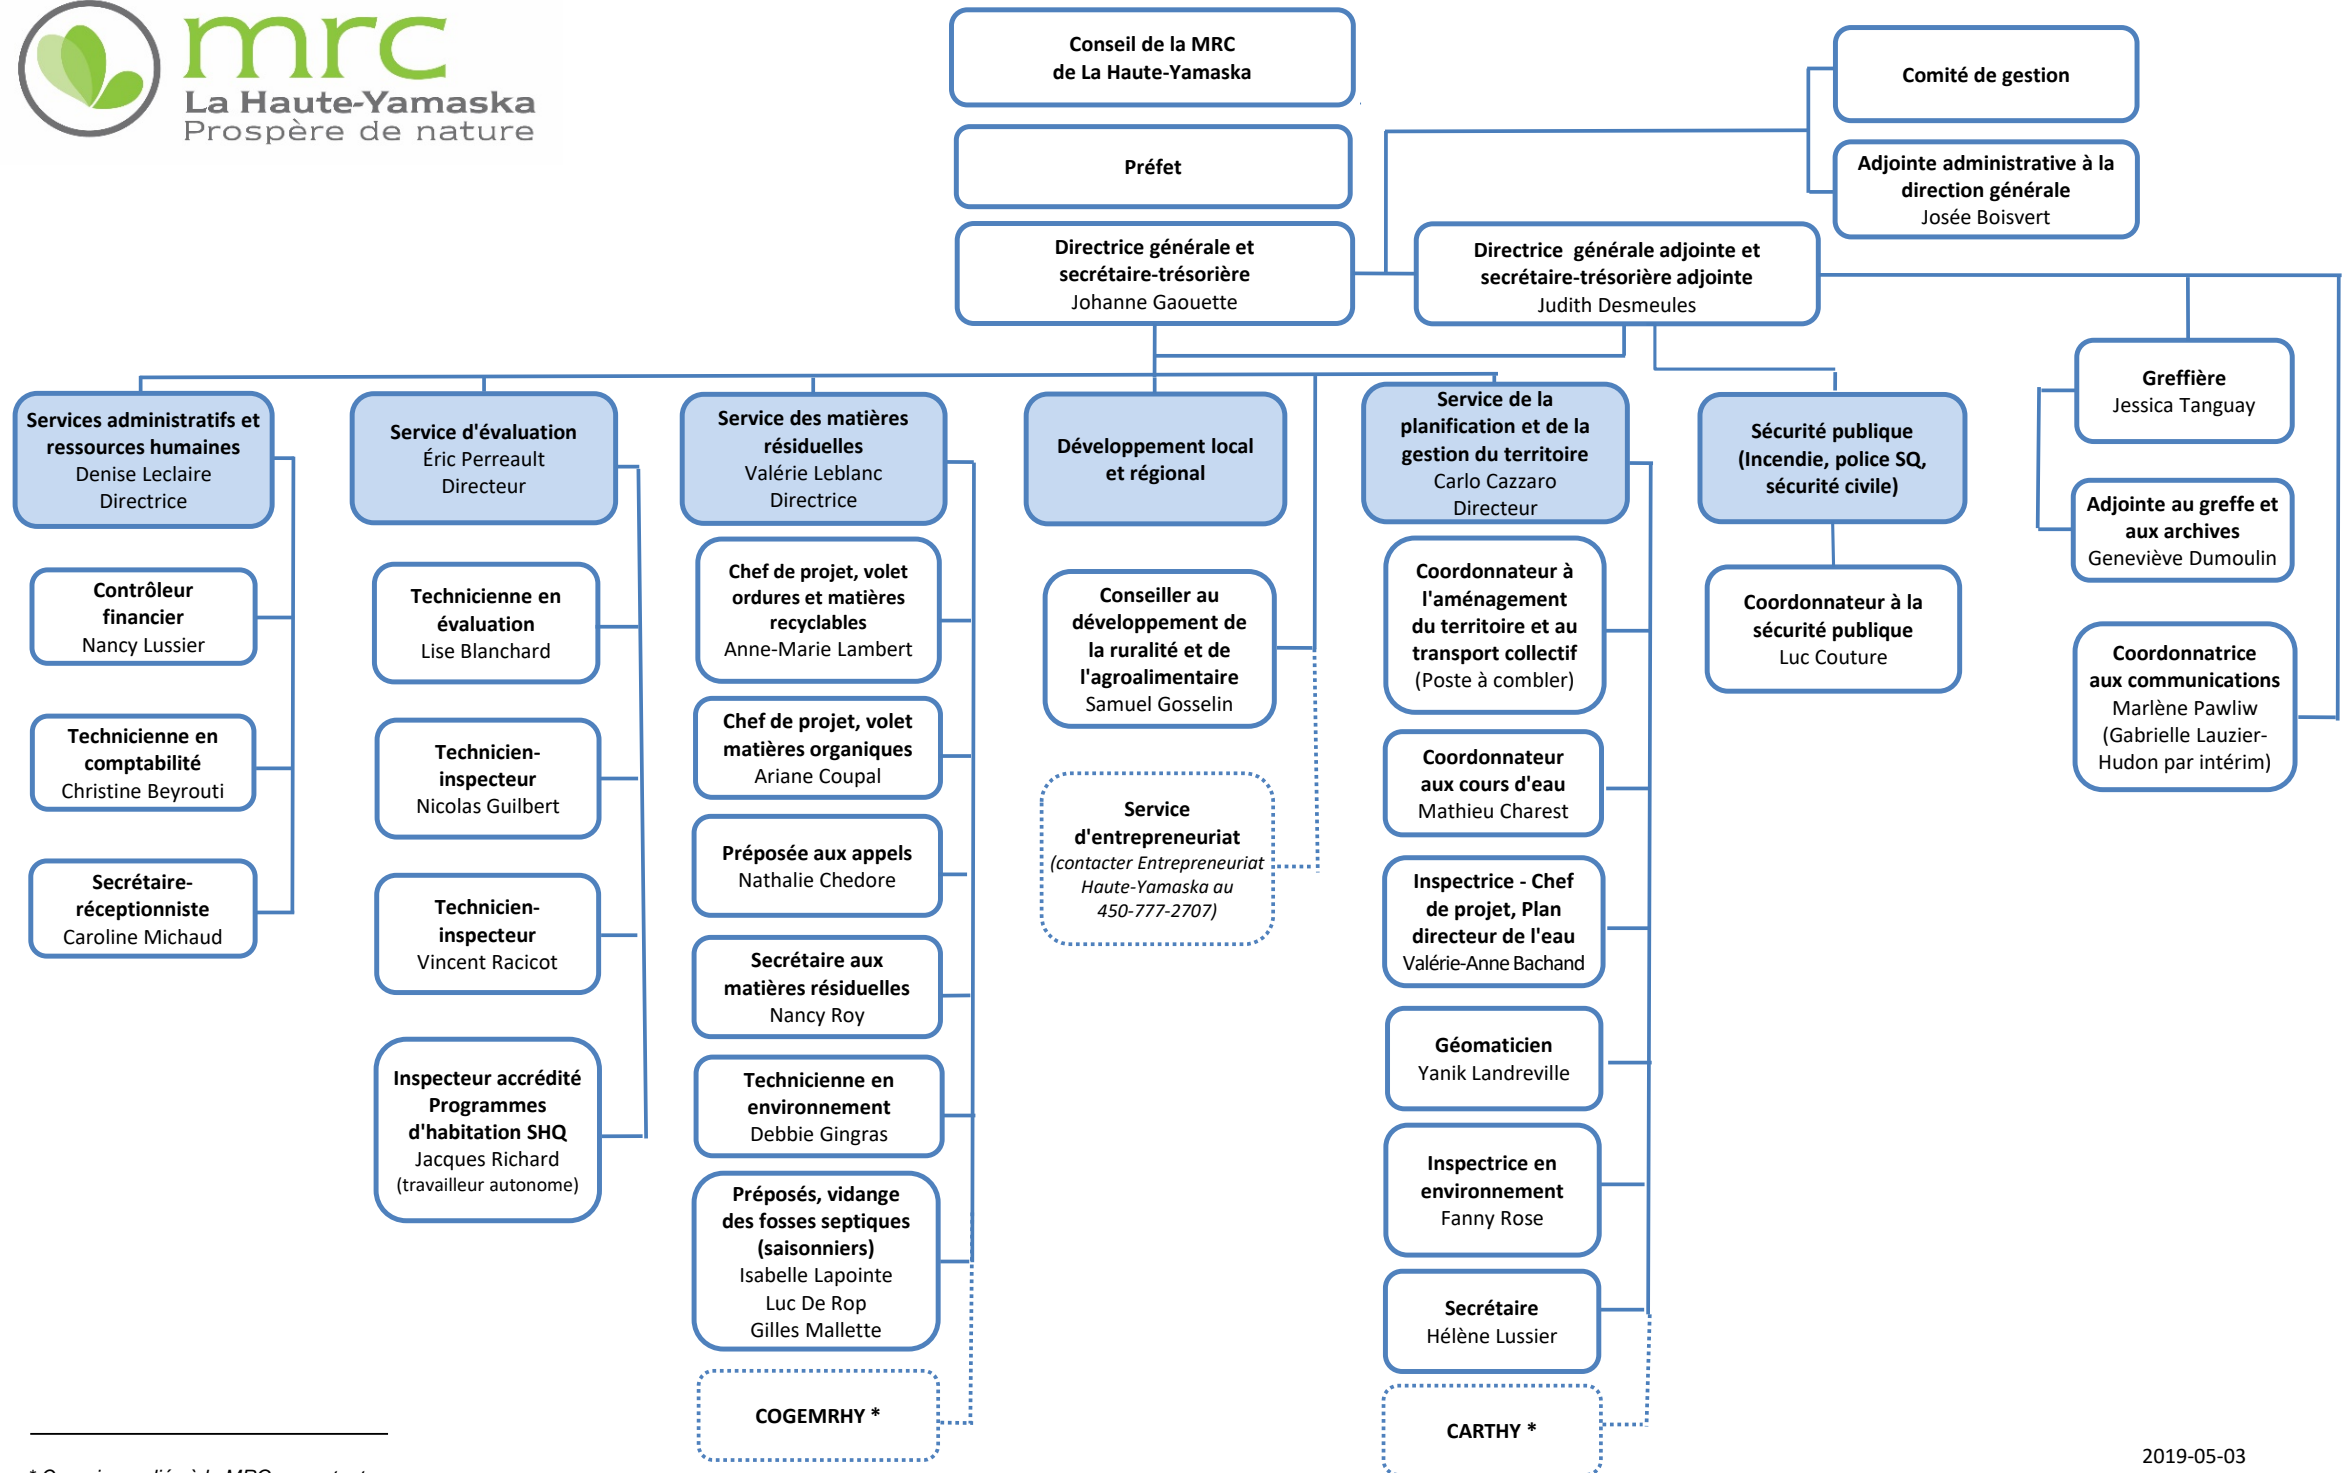 mrc
La Haute-Yamaska
Prospère de nature
Conseil de la MRC
de La Haute-Yamaska
Préfet
Directrice générale et
secrétaire-trésorière
Johanne Gaouette
Directrice générale adjointe et
secrétaire-trésorière adjointe
Judith Desmeules
Comité de gestion
Adjointe administrative à la
direction générale
Josée Boisvert
Greffière
Jessica Tanguay
Adjointe au greffe et
aux archives
Geneviève Dumoulin
Coordonnatrice
aux communications
Marlène Pawliw
(Gabrielle Lauzier-
Hudon par intérim)
Services administratifs et
ressources humaines
Denise Leclaire
Directrice
Contrôleur
financier
Nancy Lussier
Technicienne en
comptabilité
Christine Beyrouti
Secrétaire-
réceptionniste
Caroline Michaud
Service d'évaluation
Éric Perreault
Directeur
Technicienne en
évaluation
Lise Blanchard
Technicien-
inspecteur
Nicolas Guilbert
Technicien-
inspecteur
Vincent Racicot
Inspecteur accrédité
Programmes
d'habitation SHQ
Jacques Richard
(travailleur autonome)
Service des matières
résiduelles
Valérie Leblanc
Directrice
Chef de projet, volet
ordures et matières
recyclables
Anne-Marie Lambert
Chef de projet, volet
matières organiques
Ariane Coupal
Préposée aux appels
Nathalie Chedore
Secrétaire aux
matières résiduelles
Nancy Roy
Technicienne en
environnement
Debbie Gingras
Préposés, vidange
des fosses septiques
(saisonniers)
Isabelle Lapointe
Luc De Rop
Gilles Mallette
COGEMRHY *
Développement local
et régional
Conseiller au
développement de
la ruralité et de
l'agroalimentaire
Samuel Gosselin
Service
d'entrepreneuriat
(contacter Entrepreneuriat
Haute-Yamaska au
450-777-2707)
Service de la
planification et de la
gestion du territoire
Carlo Cazzaro
Directeur
Coordonnateur à
l'aménagement
du territoire et au
transport collectif
(Poste à combler)
Coordonnateur
aux cours d'eau
Mathieu Charest
Inspectrice - Chef
de projet, Plan
directeur de l'eau
Valérie-Anne Bachand
Géomaticien
Yanik Landreville
Inspectrice en
environnement
Fanny Rose
Secrétaire
Hélène Lussier
CARTHY *
Sécurité publique
(Incendie, police SQ,
sécurité civile)
Coordonnateur à la
sécurité publique
Luc Couture
2019-05-03